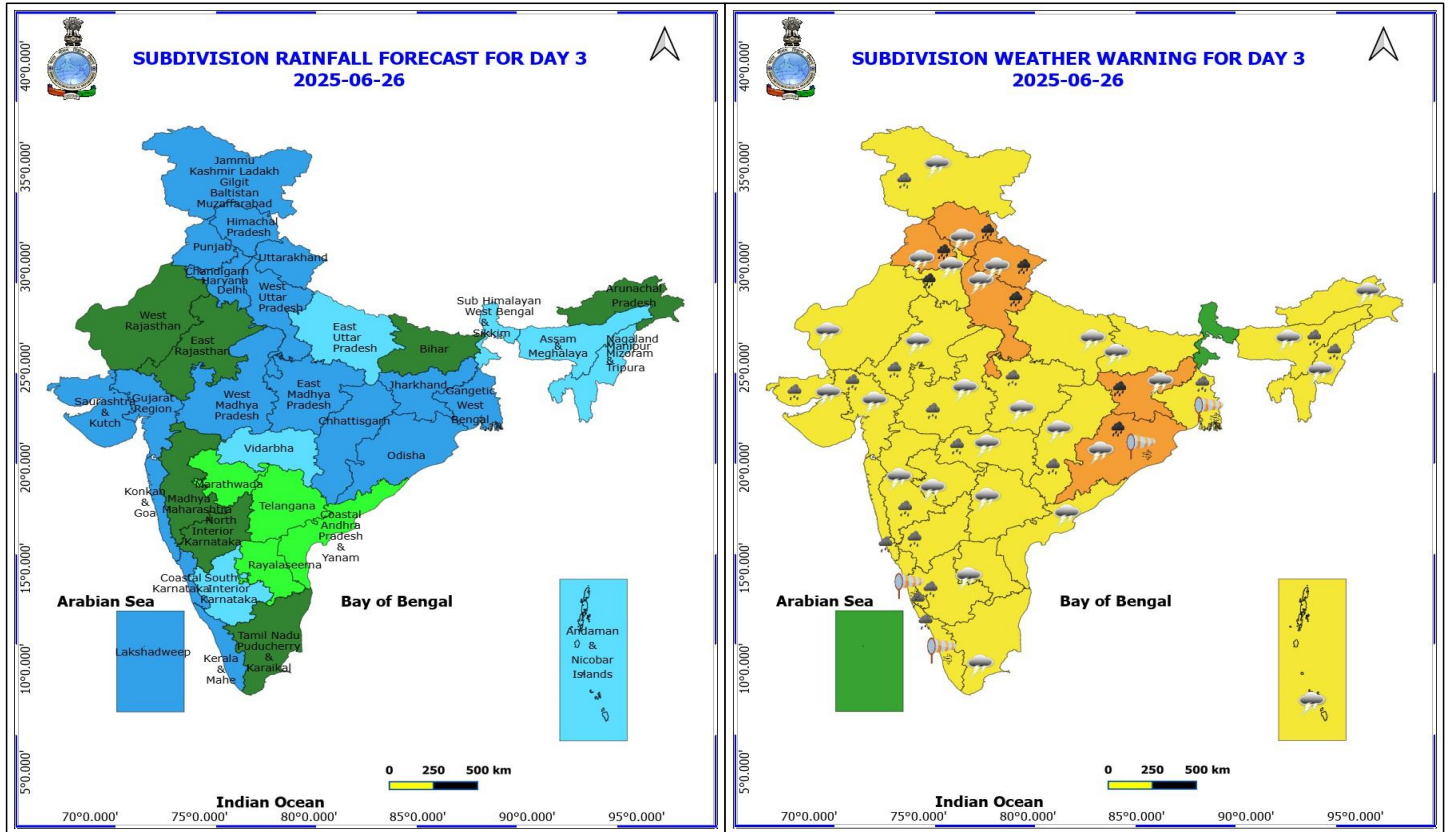 SUBDIVISION RAINFALL FORECAST FOR DAY 3
2025-06-26
40°0.000'
35°0.000'
30°0.000'
25°0.000'
20°0.000'
15°0.000'
10°0.000'
5°0.000'
Jammu
Kashmir Ladakh
Gilgit
Baltistan
Muzaffarabad
Himachal
Pradesh
Punjab
Uttarakhand
Chandigarh
Haryana
Delhi
West
Uttar
Pradesh
West
Rajasthan
East
Rajasthan
East
Uttar
Pradesh
Bihar
Sub Himalayan
West Bengal
&
Sikkim
Arunachal
Pradesh
Assam
&
Meghalaya
Nagaland
Manipur
Mizoram
&
Tripura
Saurashtra
&
Kutch
Gujarat
Region
West
Madhya
Pradesh
East
Madhya
Pradesh
Jharkhand
Gangetic
West
Bengal
Chhattisgarh
Odisha
Vidarbha
Konkan
&
Goa
Madhya
Maharashtra
Marathwada
Telangana
North
Interior
Karnataka
Coastal
Andhra
Pradesh
&
Yanam
Rayalaseema
Coastal
Karnataka
South
Interior
Karnataka
Tamil Nadu
Puducherry
&
Karaikal
Kerala
&
Mahe
Arabian Sea
Lakshadweep
Bay of Bengal
Andaman
&
Nicobar
Islands
0 250 500 km
Indian Ocean
70°0.000' 75°0.000' 80°0.000' 85°0.000' 90°0.000' 95°0.000'
SUBDIVISION WEATHER WARNING FOR DAY 3
2025-06-26
40°0.000'
35°0.000'
30°0.000'
25°0.000'
20°0.000'
15°0.000'
10°0.000'
5°0.000'
Arabian Sea
Bay of Bengal
0 250 500 km
Indian Ocean
70°0.000' 75°0.000' 80°0.000' 85°0.000' 90°0.000' 95°0.000'